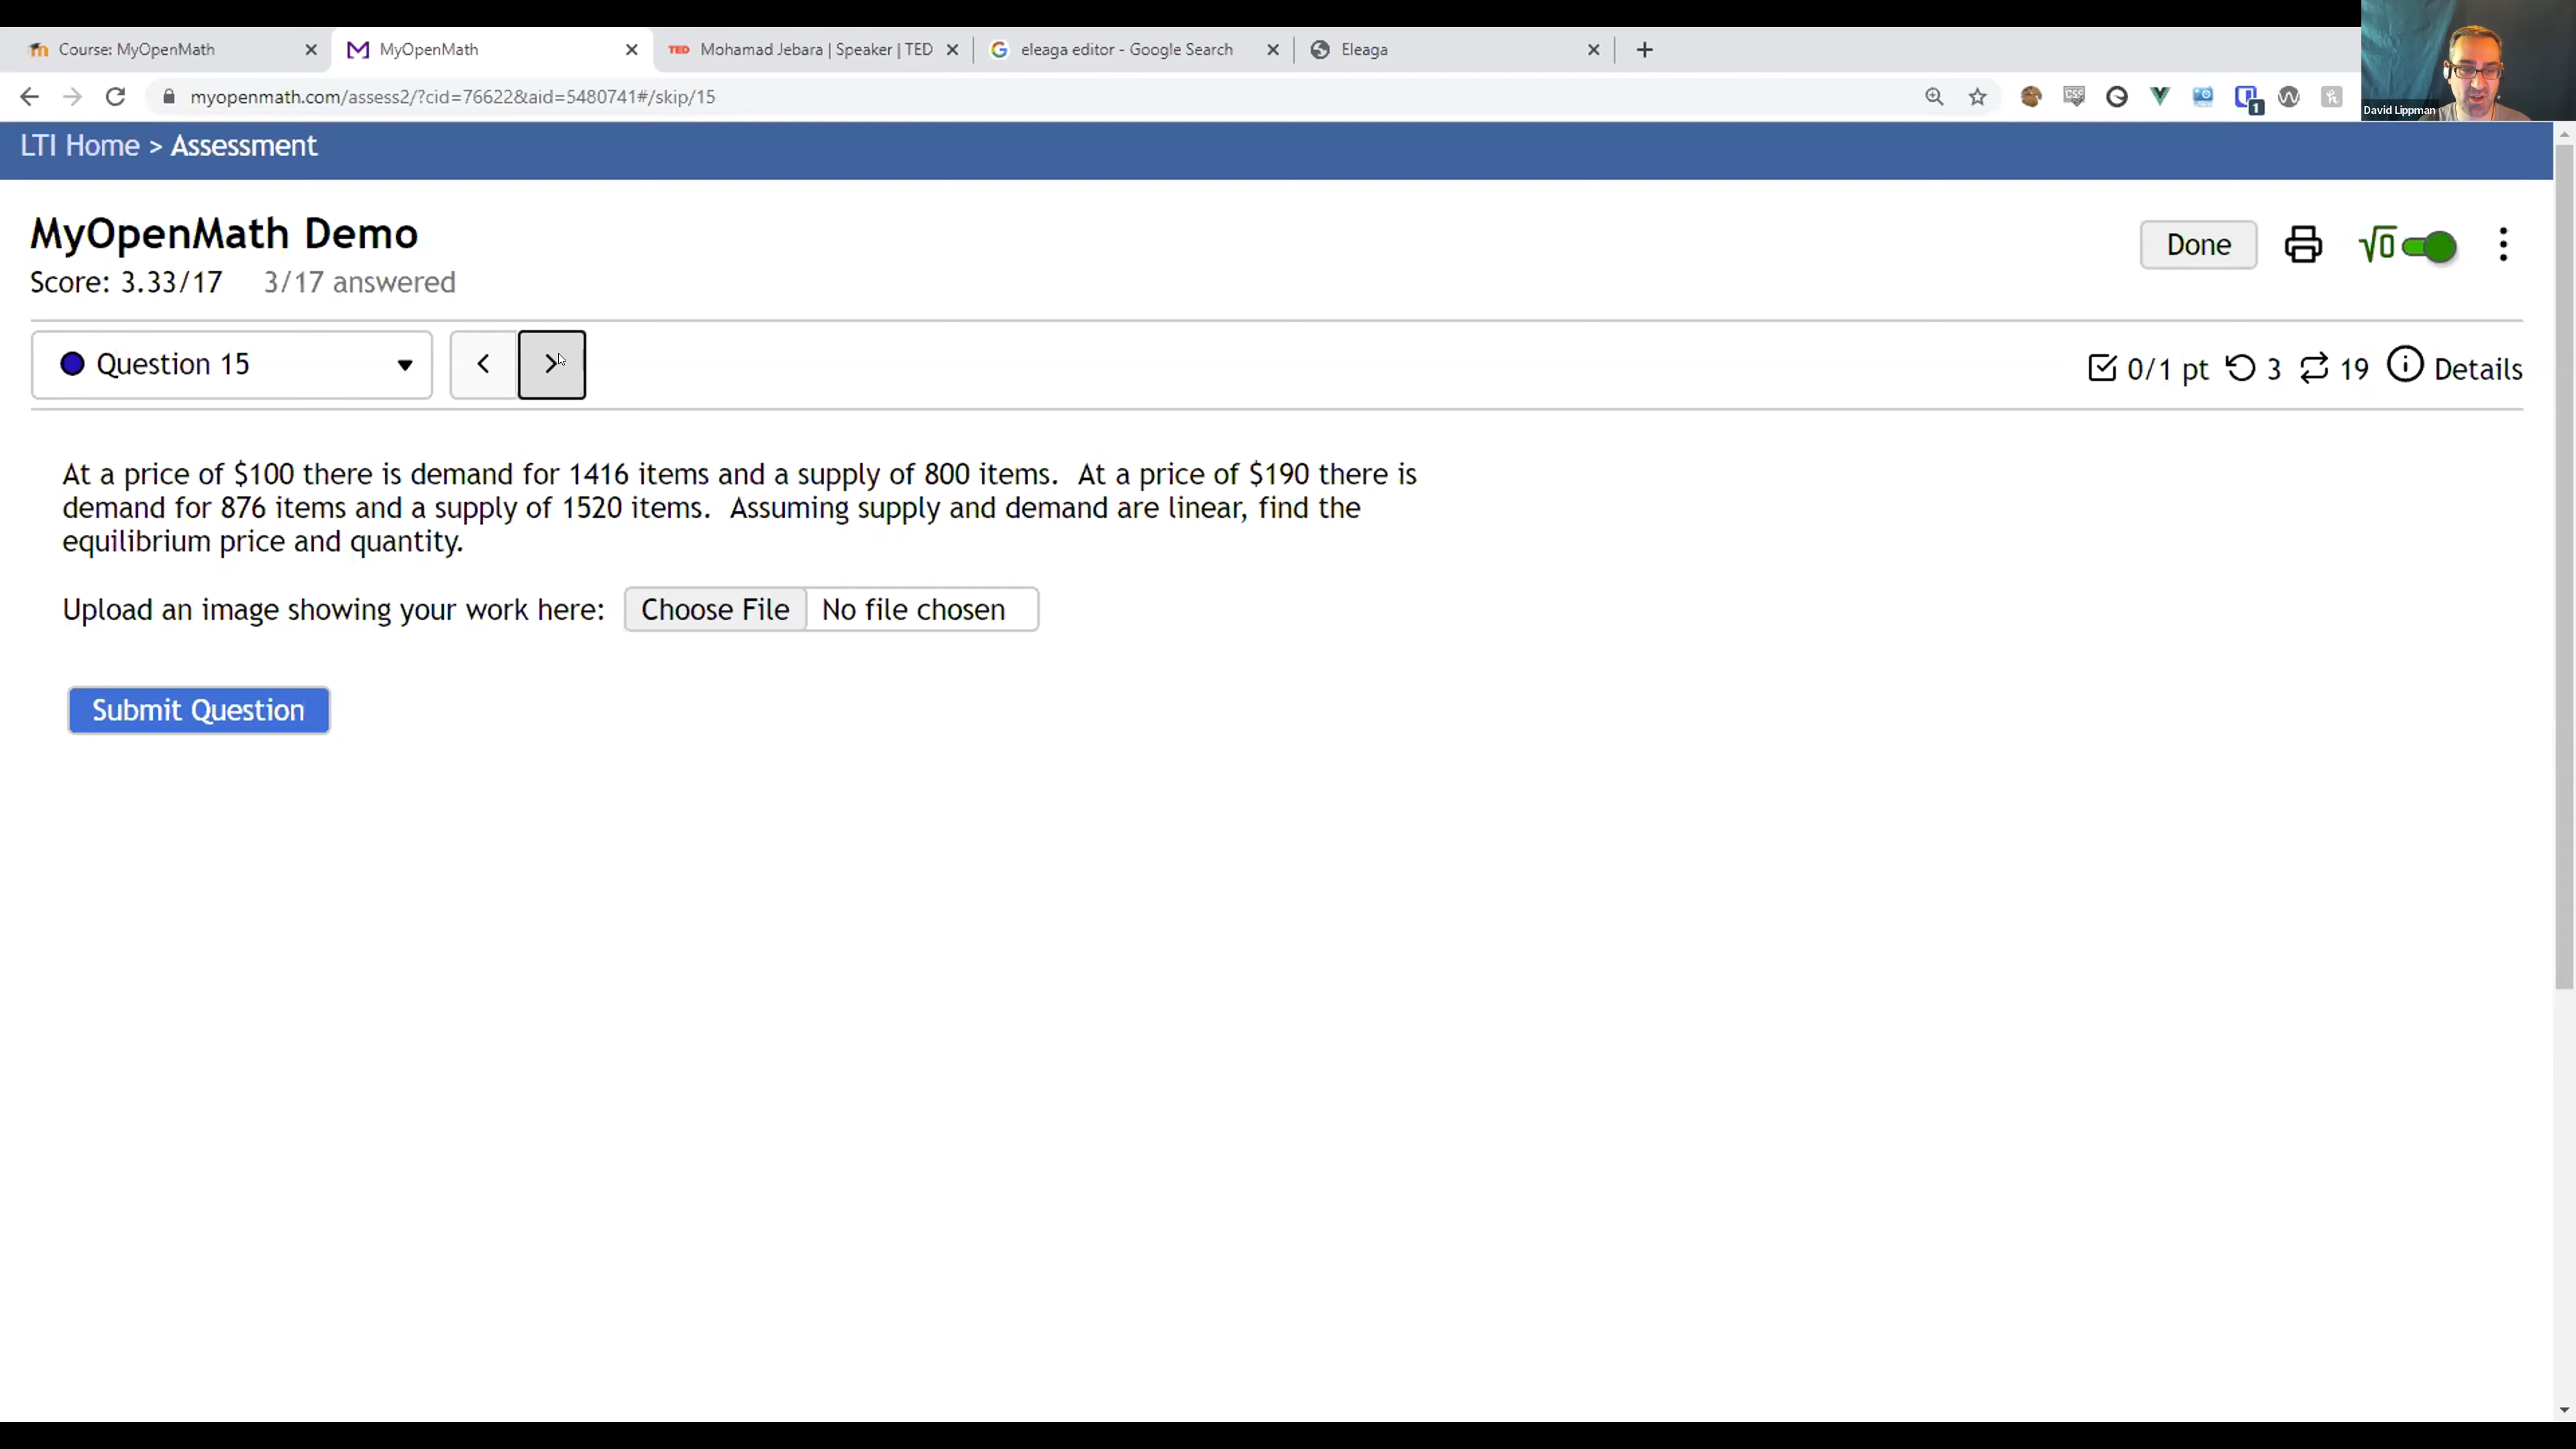 Course: MyOpenMath
MyOpenMath
TED Mohamad Jebara | Speaker | TED
eleaga editor - Google Search
Eleaga
myopenmath.com/assess2/?cid=76622&aid=5480741#/skip/15
CSS
1
David Lippman
LTI Home > Assessment
MyOpenMath Demo
Done
√0
Score: 3.33/17 3/17 answered
Question 15
< >
0/1 pt 3 19 Details
At a price of $100 there is demand for 1416 items and a supply of 800 items. At a price of $190 there is
demand for 876 items and a supply of 1520 items. Assuming supply and demand are linear, find the
equilibrium price and quantity.
Upload an image showing your work here: Choose File No file chosen
Submit Question